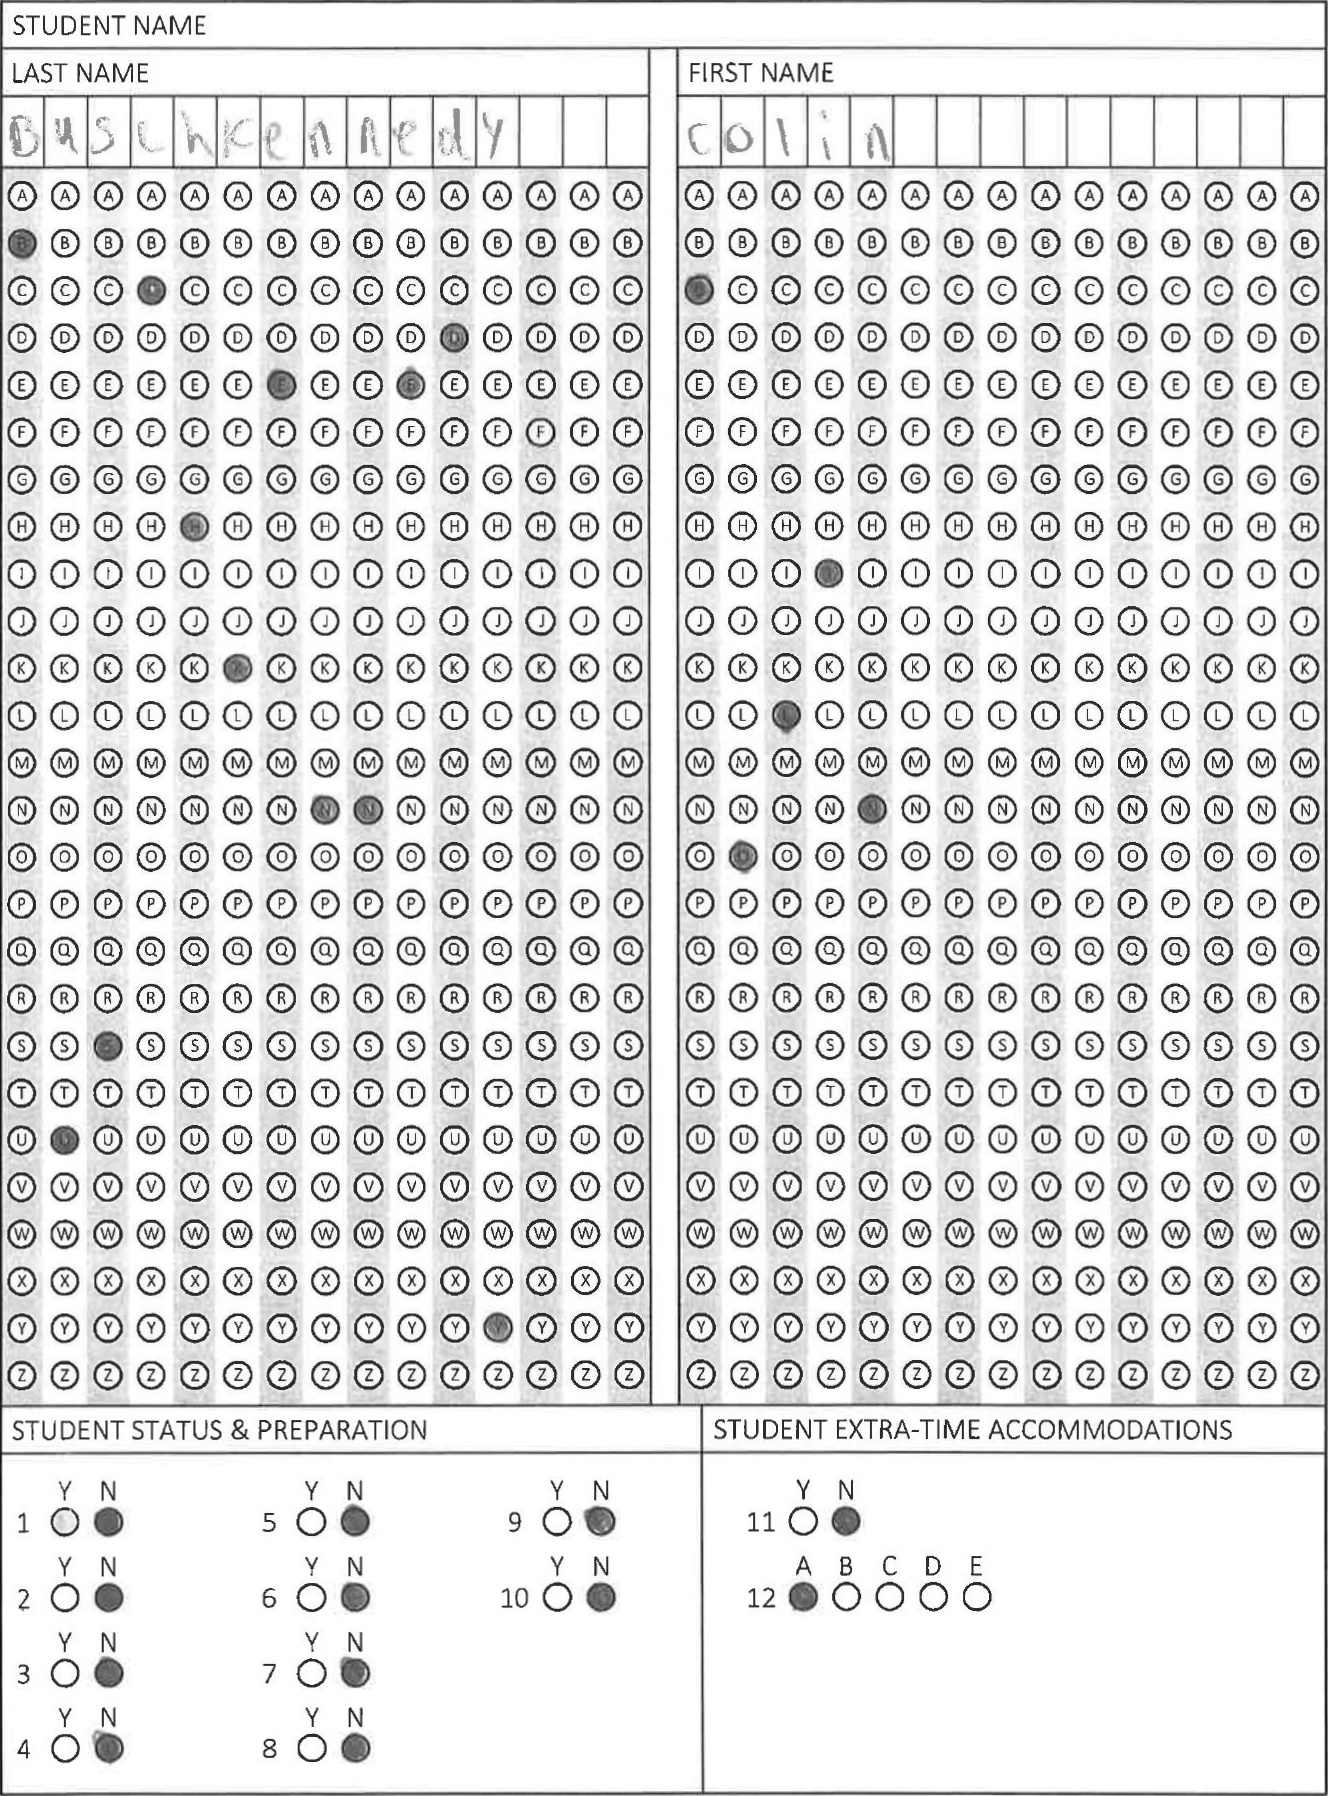 STUDENT NAME
LAST NAME FIRST NAME
Buschkennedy colin
A A A A A A A A A A A A A A A A A A A A A A A A A A A A A A
B B B B B B B B B B B B B B B B B B B B B B B B B B B B B B
C C C C C C C C C C C C C C C C C C C C C C C C C C C C
D D D D D D D D D D D D D D D D D D D D D D D D D D D D D D
E E E E E E E E E E E E E E E E E E E E E E E E E E E E E E
F F F F F F F F F F F F F F F F F F F F F F F F F F F F F F
G G G G G G G G G G G G G G G G G G G G G G G G G G G G G G
H H H H H H H H H H H H H H H H H H H H H H H H H H H H H H
I I I I I I I I I I I I I I I I I I I I I I I I I I I I I
J J J J J J J J J J J J J J J J J J J J J J J J J J J J J J
K K K K K K K K K K K K K K K K K K K K K K K K K K K K K
L L L L L L L L L L L L L L L L L L L L L L L L L L L L L L
M M M M M M M M M M M M M M M M M M M M M M M M M M M M M M
N N N N N N N N N N N N N N N N N N N N N N N N N N N N N N
O O O O O O O O O O O O O O O O O O O O O O O O O O O O O O
P P P P P P P P P P P P P P P P P P P P P P P P P P P P P P
Q Q Q Q Q Q Q Q Q Q Q Q Q Q Q Q Q Q Q Q Q Q Q Q Q Q Q Q Q Q
R R R R R R R R R R R R R R R R R R R R R R R R R R R R R R
S S S S S S S S S S S S S S S S S S S S S S S S S S S S S
T T T T T T T T T T T T T T T T T T T T T T T T T T T T T T
U U U U U U U U U U U U U U U U U U U U U U U U U U U U U U
V V V V V V V V V V V V V V V V V V V V V V V V V V V V V V
W W W W W W W W W W W W W W W W W W W W W W W W W W W W W W
X X X X X X X X X X X X X X X X X X X X X X X X X X X X X X
Y Y Y Y Y Y Y Y Y Y Y Y Y Y Y Y Y Y Y Y Y Y Y Y Y Y Y Y Y Y
Z Z Z Z Z Z Z Z Z Z Z Z Z Z Z Z Z Z Z Z Z Z Z Z Z Z Z Z Z Z
STUDENT STATUS & PREPARATION STUDENT EXTRA-TIME ACCOMMODATIONS
Y N Y N Y N Y N
1 5 9 11
Y N Y N Y N A B C D E
2 6 10 12
Y N Y N
3 7
Y N Y N
4 8